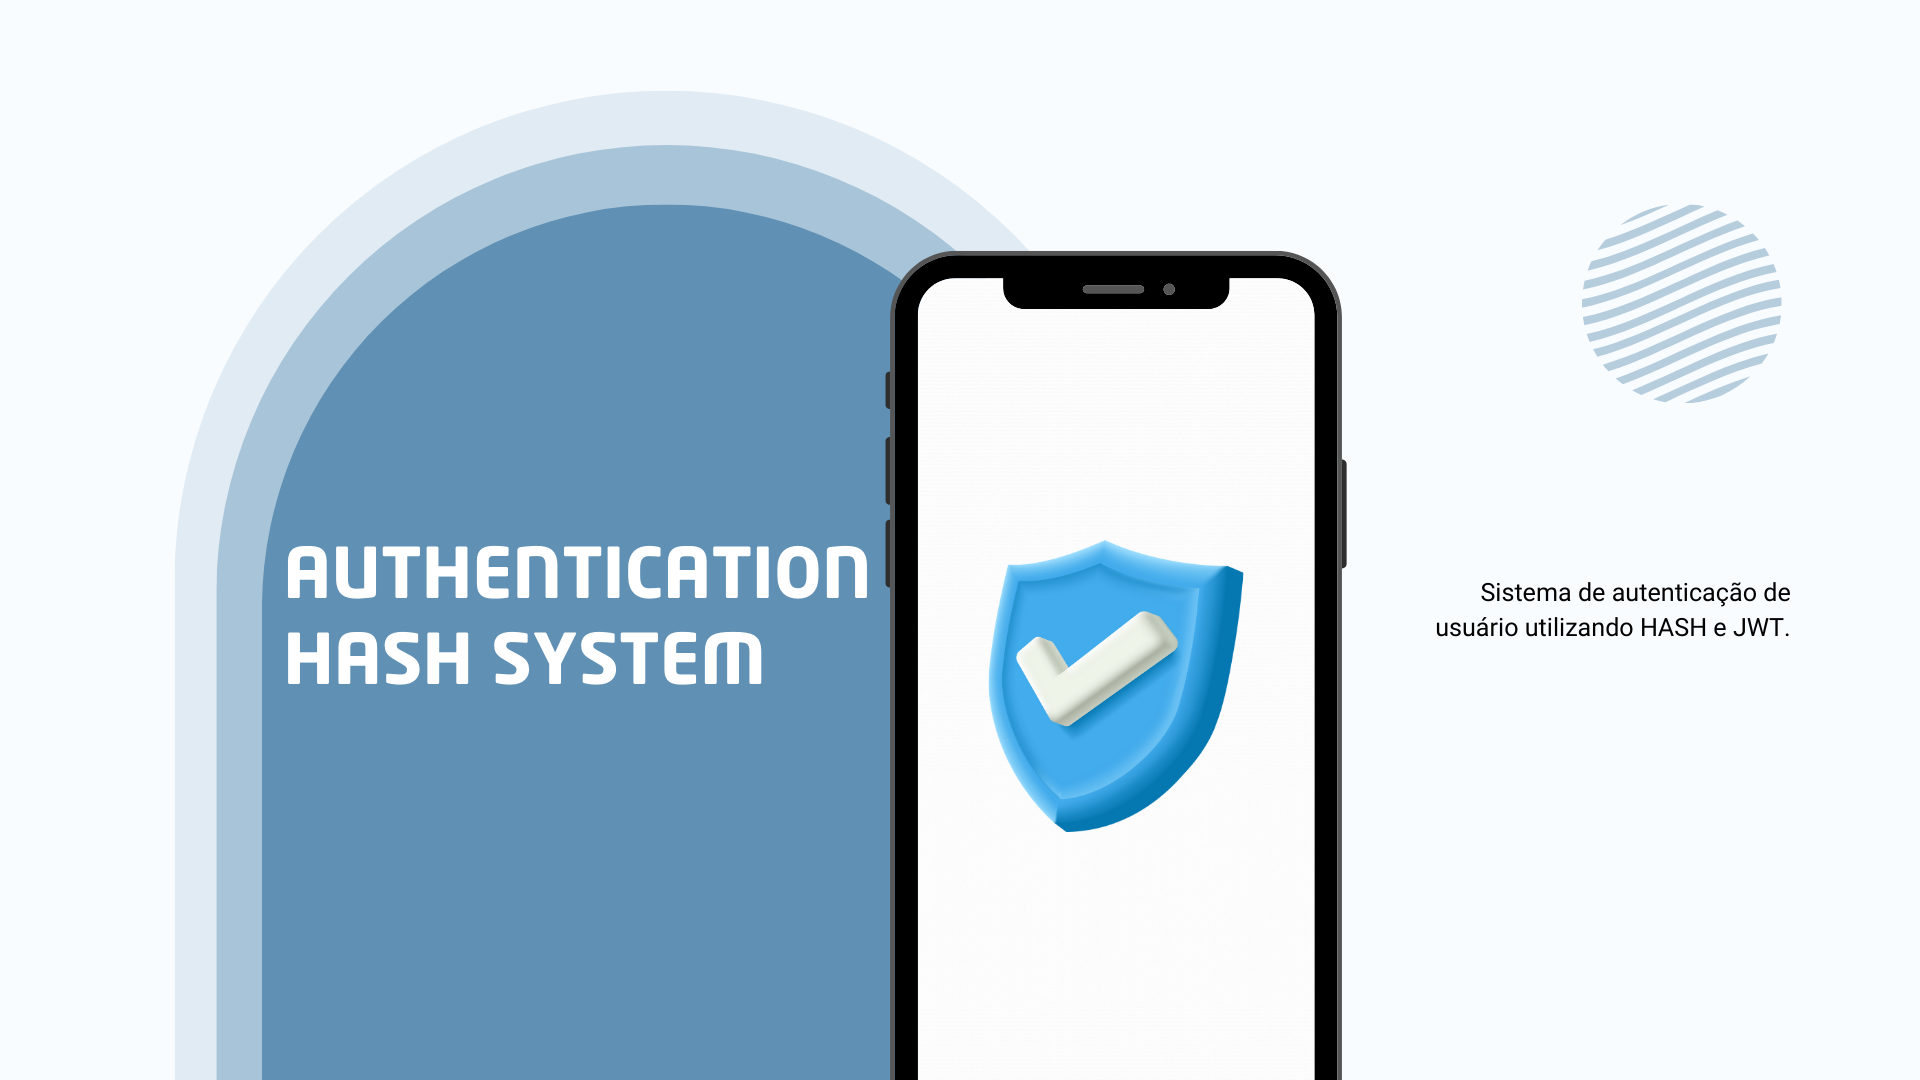 AUTHENTICATION
HASH SYSTEM
Sistema de autenticação de
usuário utilizando HASH e JWT.